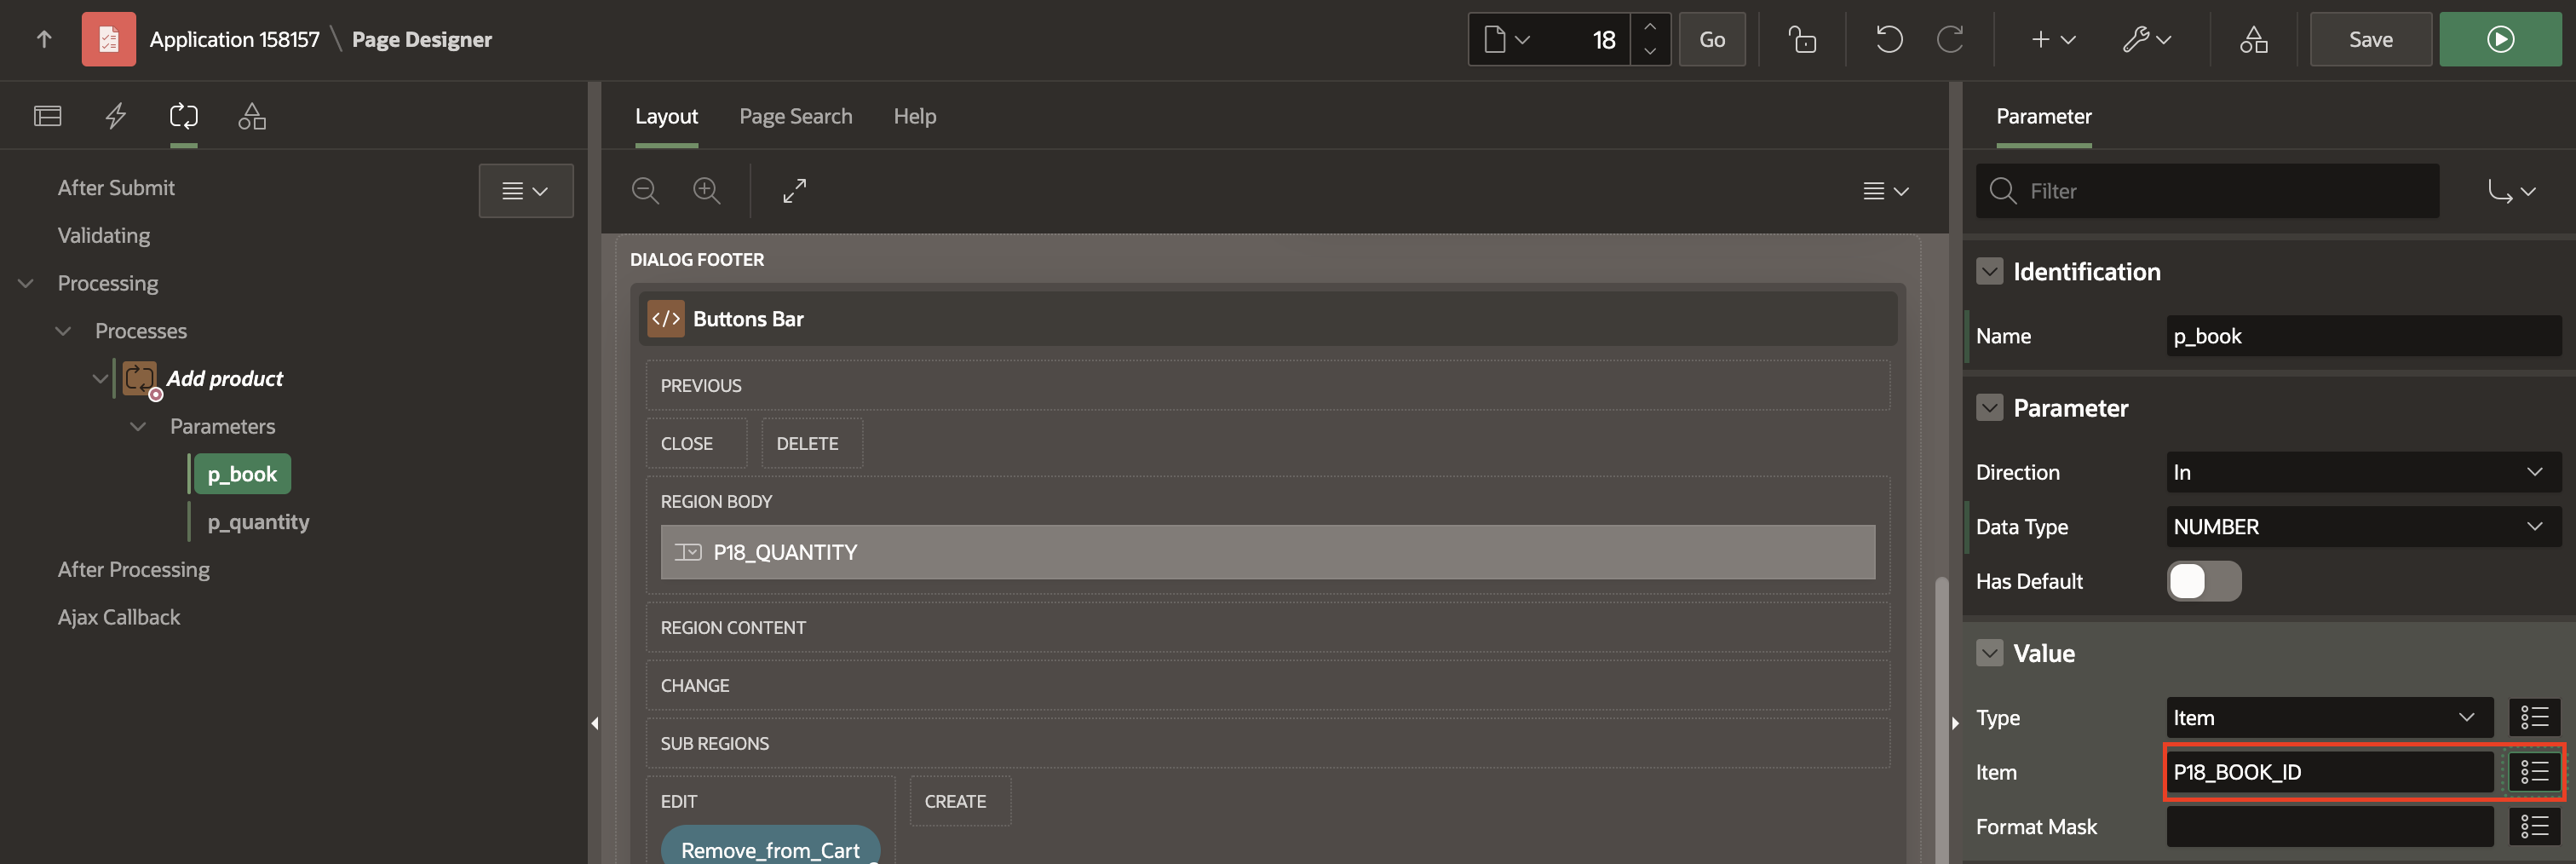 Application 158157 \ Page Designer
18
Go
Save
After Submit
Validating
Processing
Processes
Add product
Parameters
p_book
p_quantity
After Processing
Ajax Callback
Layout
Page Search
Help
DIALOG FOOTER
Buttons Bar
PREVIOUS
CLOSE
DELETE
REGION BODY
P18_QUANTITY
REGION CONTENT
CHANGE
SUB REGIONS
EDIT
CREATE
Remove_from_Cart
Parameter
Filter
Identification
Name
p_book
Parameter
Direction
In
Data Type
NUMBER
Has Default
Value
Type
Item
Item
P18_BOOK_ID
Format Mask